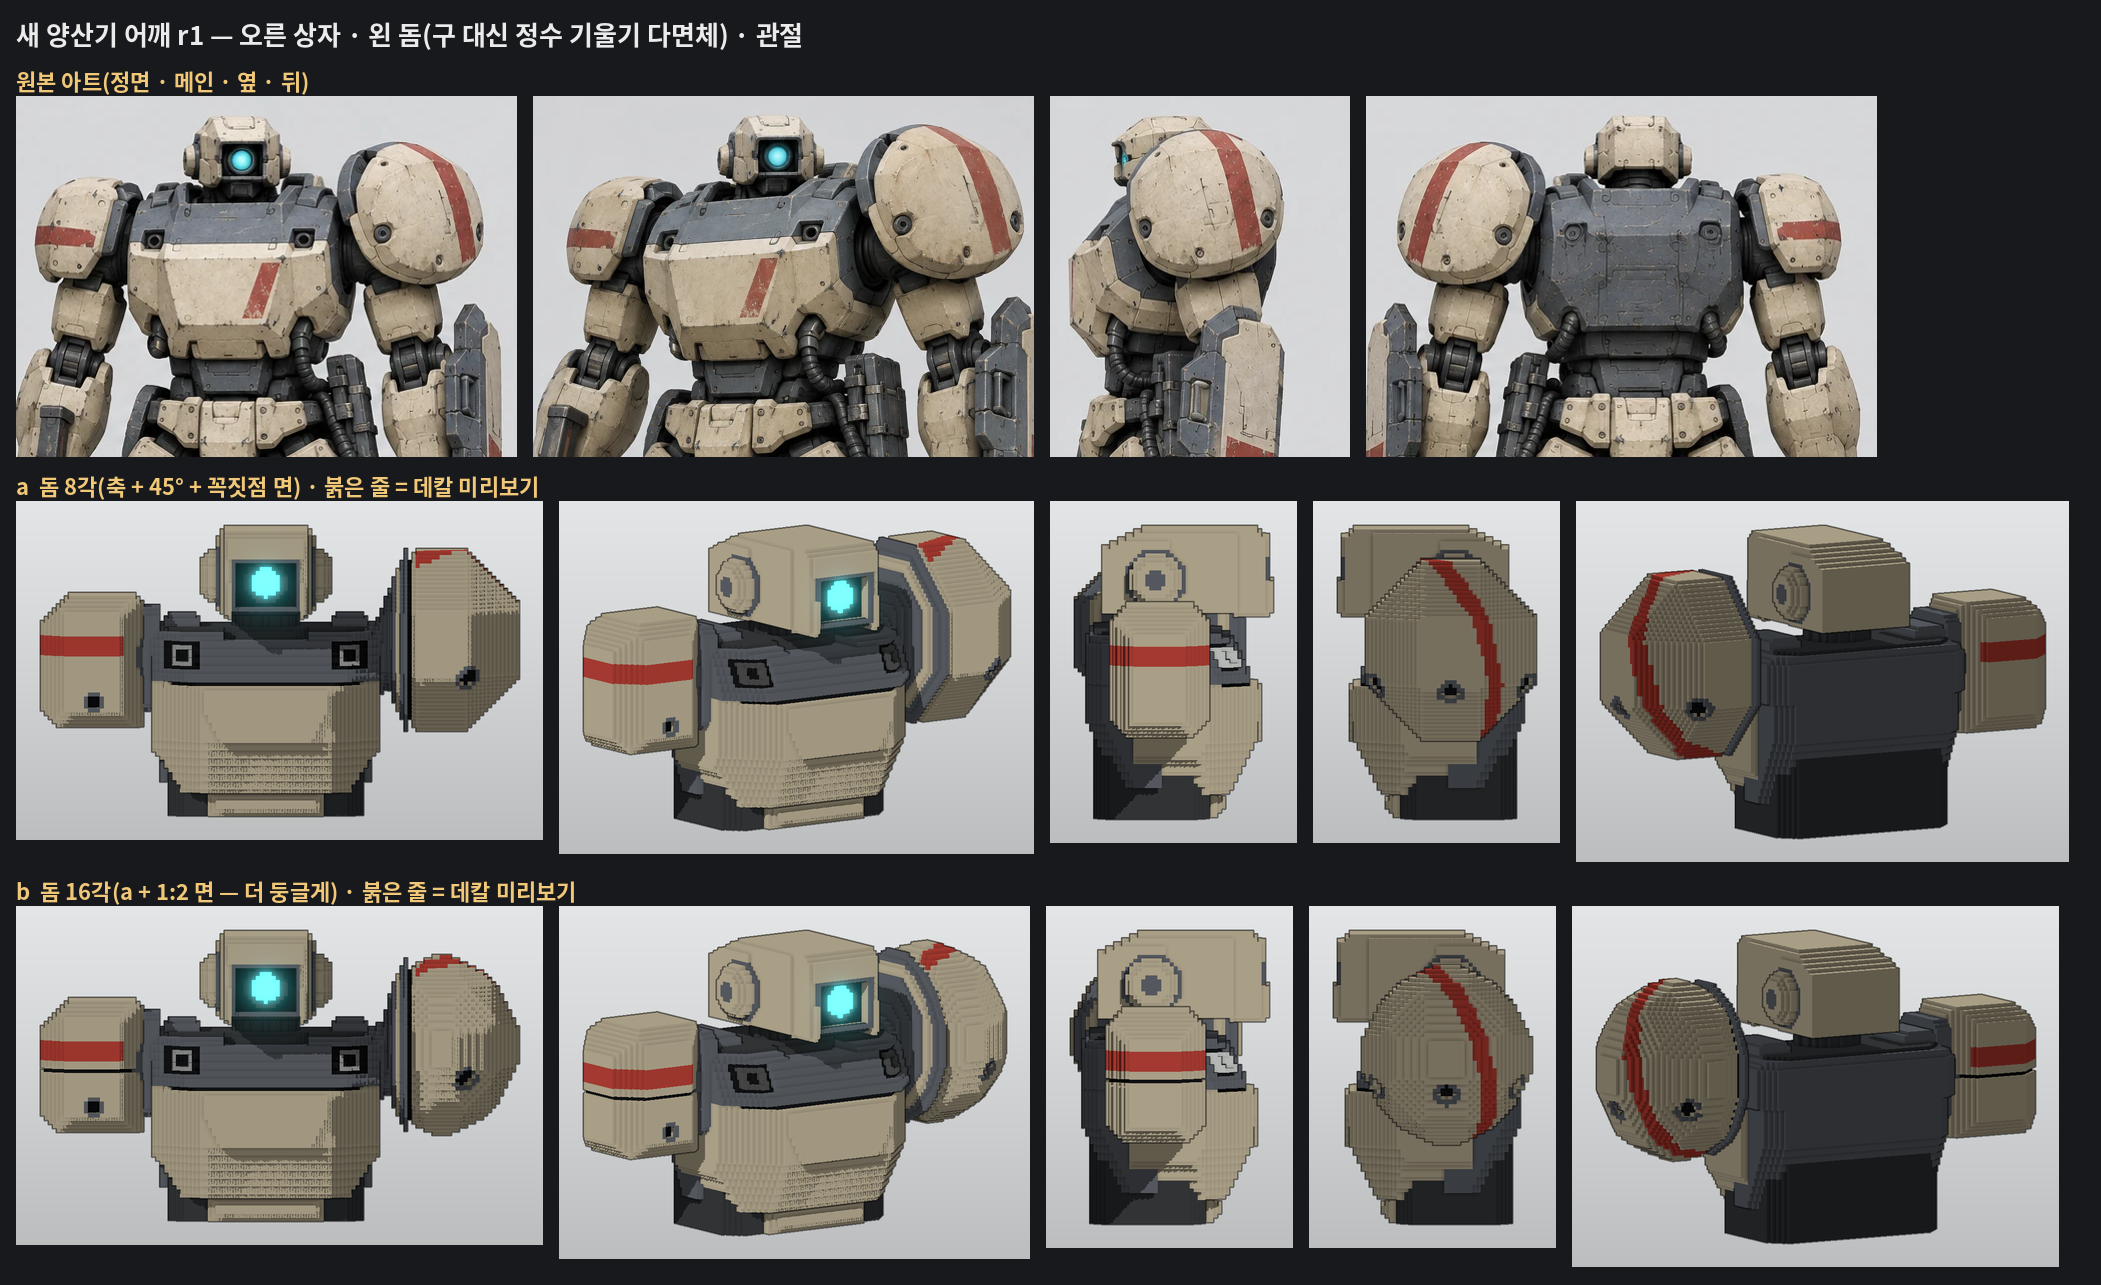 새 양산기 어깨 r1 — 오른 상자 · 왼 돔(구 대신 정수 기울기 다면체) · 관절
원본 아트(정면 · 메인 · 옆 · 뒤)
a 돔 8각(축 + 45° + 꼭짓점 면) · 붉은 줄 = 데칼 미리보기
b 돔 16각(a + 1:2 면 — 더 둥글게) · 붉은 줄 = 데칼 미리보기